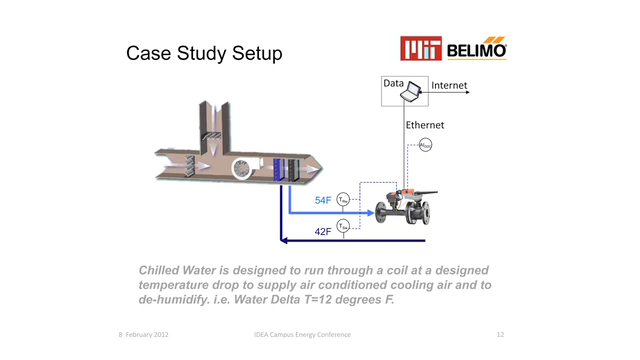 Case Study Setup
MIT BELIMO
Data
Internet
Ethernet
54F
42F
Chilled Water is designed to run through a coil at a designed
temperature drop to supply air conditioned cooling air and to
de-humidify. i.e. Water Delta T=12 degrees F.
8 February 2012 IDEA Campus Energy Conference 12